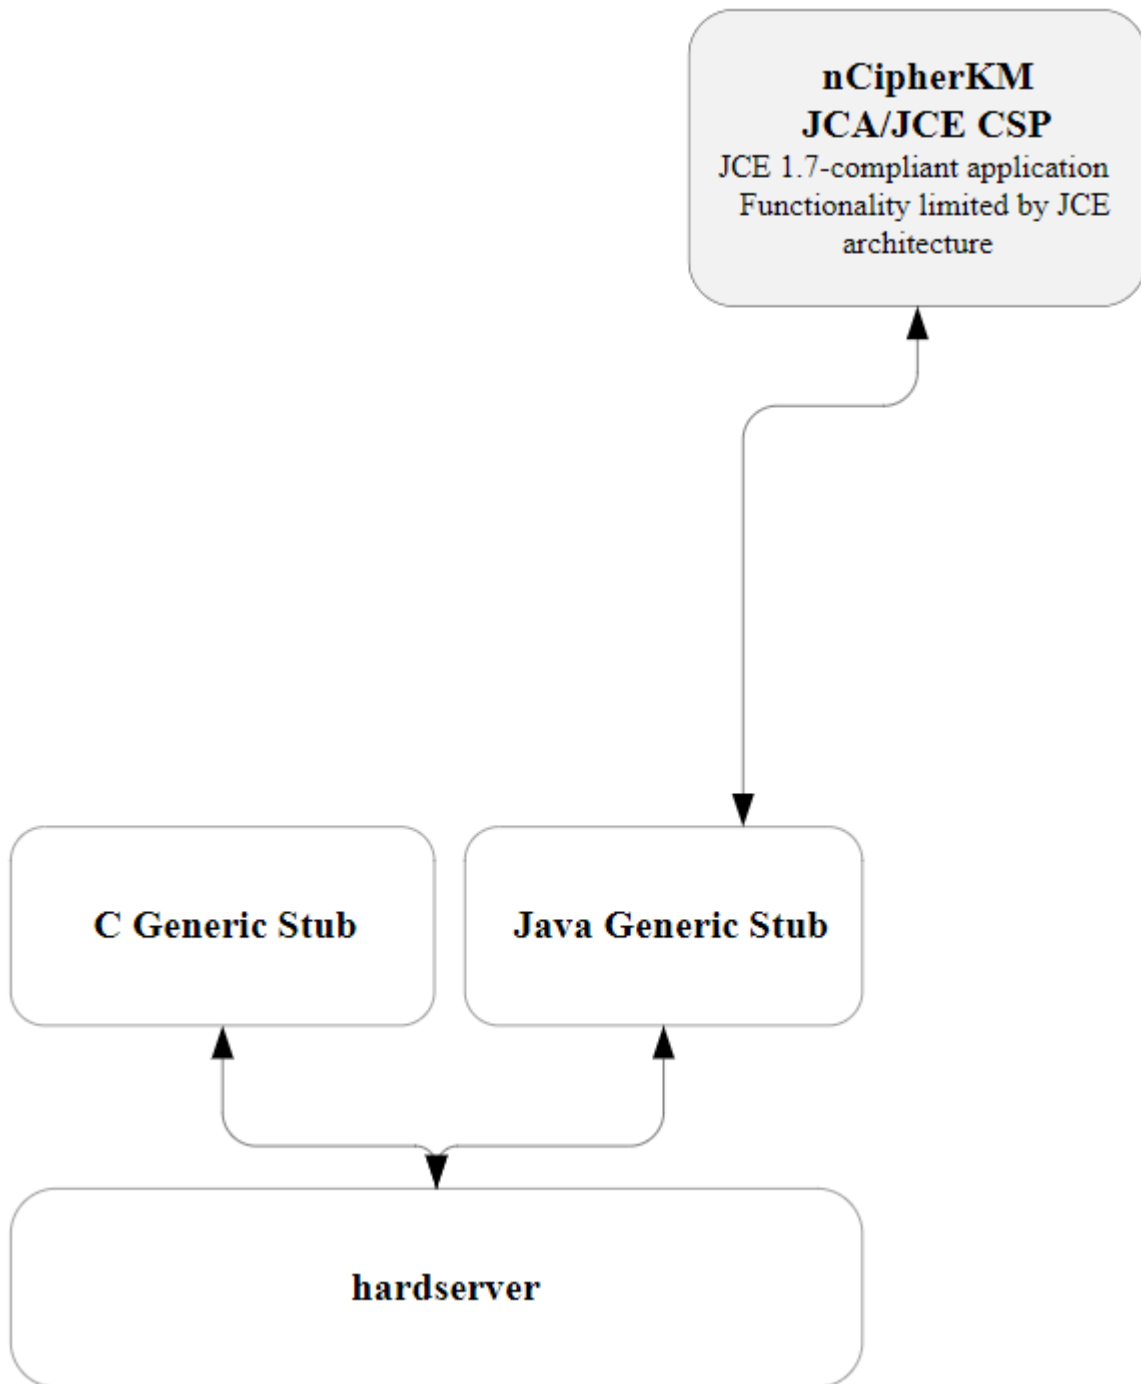 nCipherKM
JCA/JCE CSP
JCE 1.7-compliant application
Functionality limited by JCE
architecture
C Generic Stub
Java Generic Stub
hardserver